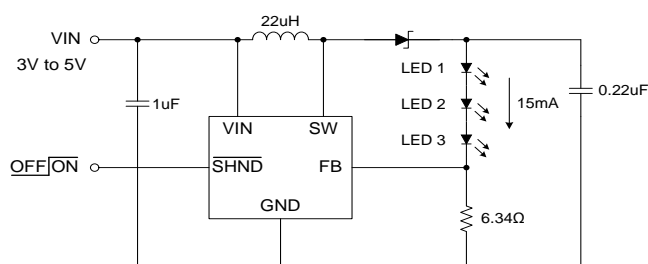 22uH
VIN
3V to 5V
LED 1
LED 2
15mA
0.22uF
1uF
VIN
SW
LED 3
OFF ON
SHND
FB
GND
6.34Ω